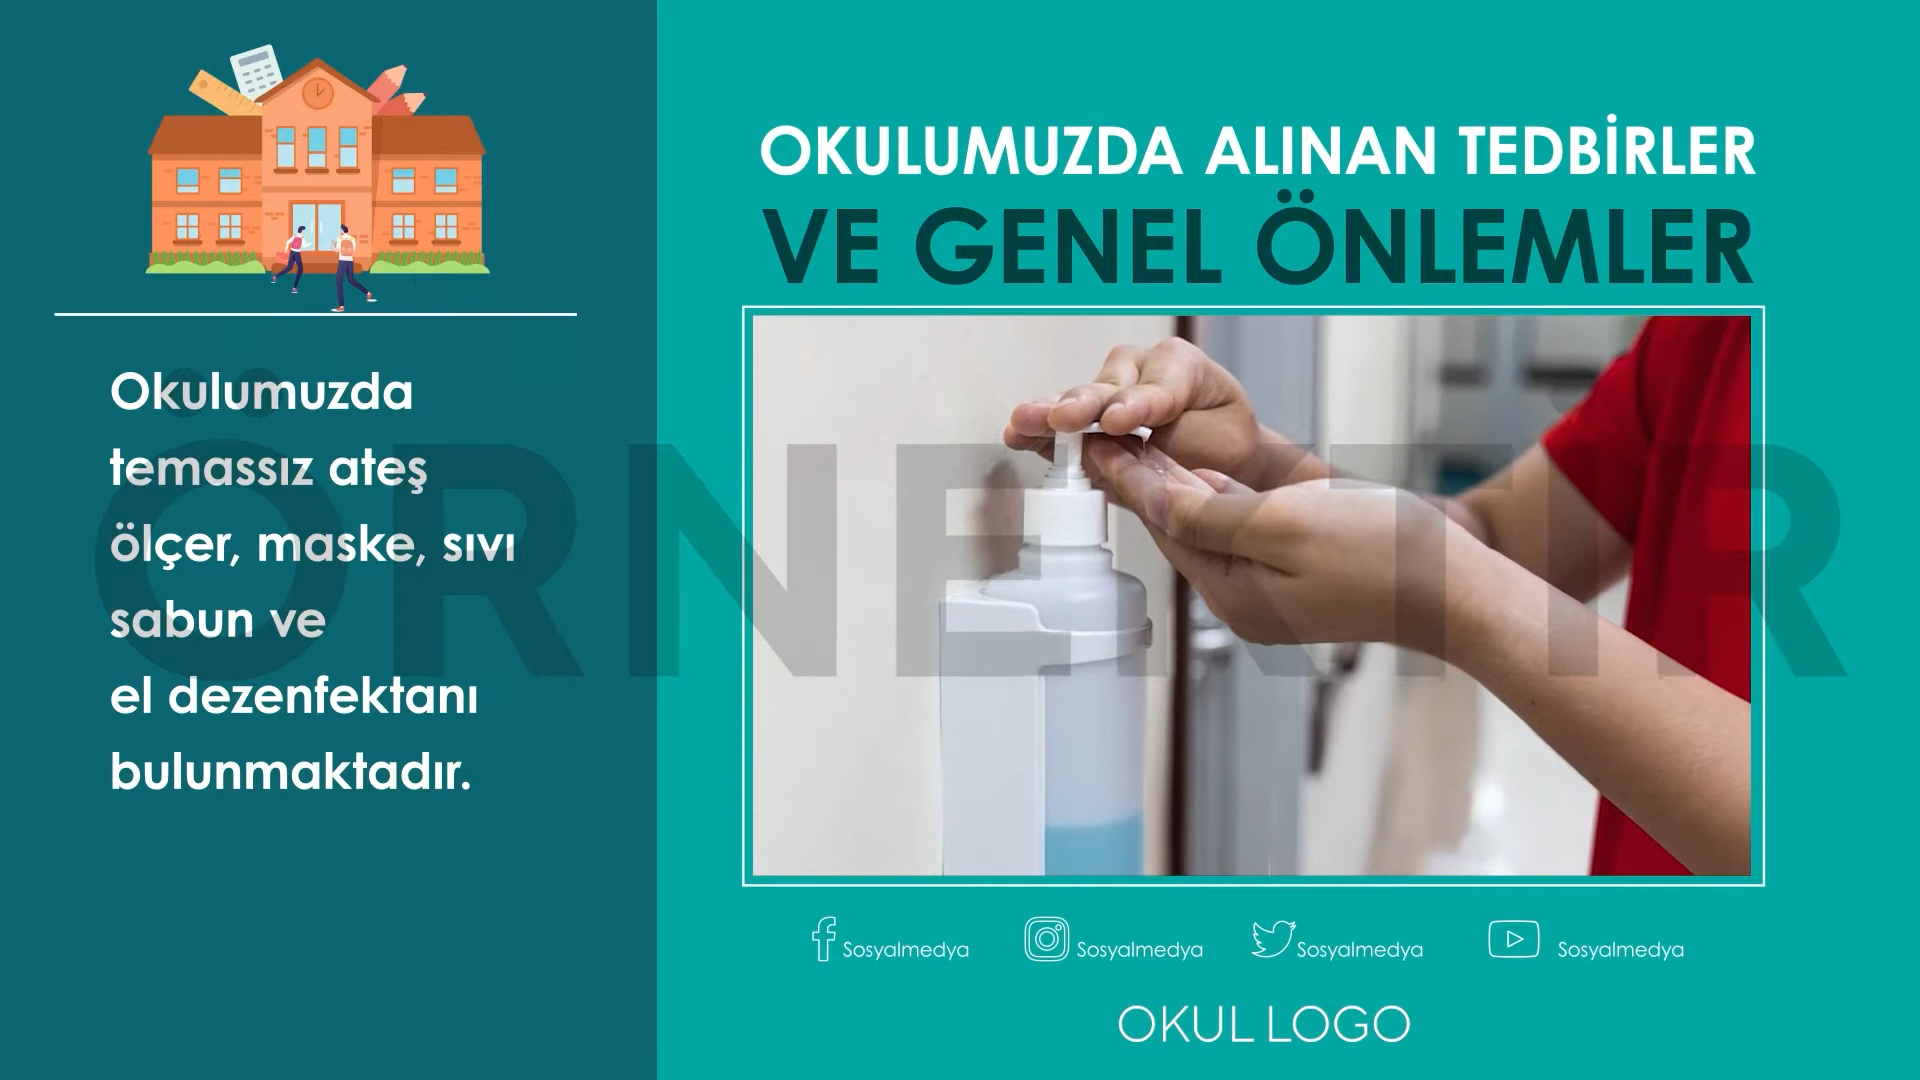 OKULUMUZDA ALINAN TEDBİRLER
VE GENEL ÖNLEMLER
Okulumuzda
temassız ateş
ölçer, maske, sıvı
sabun ve
el dezenfektanı
bulunmaktadır.
ÖRNEKTİR
Sosyalmedya Sosyalmedya Sosyalmedya Sosyalmedya
OKUL LOGO